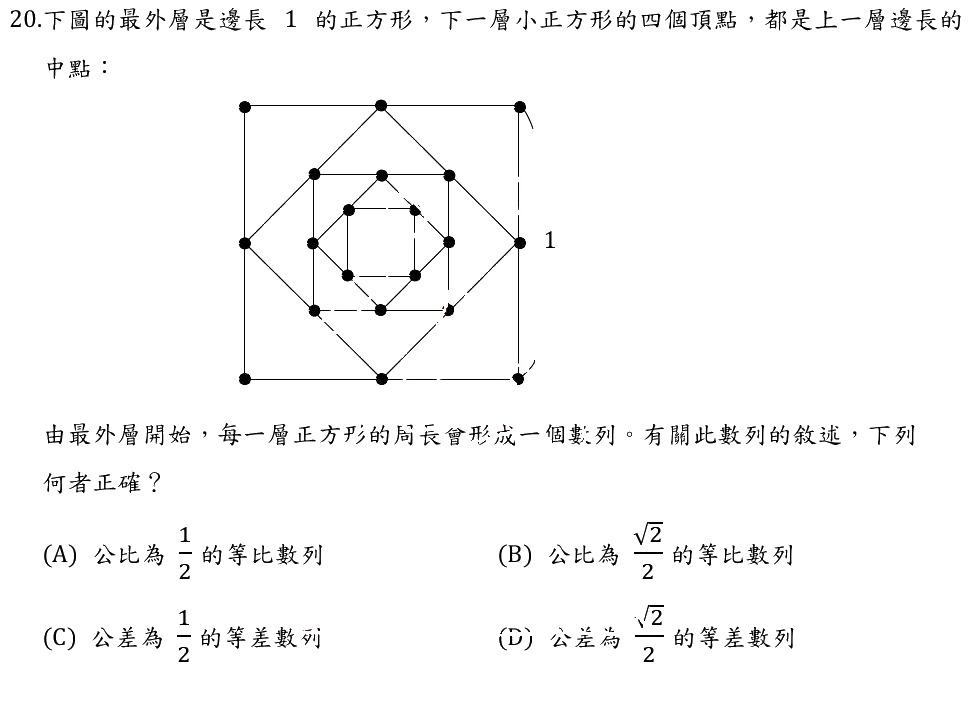 20.下圖的最外層是邊長 1 的正方形，下一層小正方形的四個頂點，都是上一層邊長的
中點：
1
由最外層開始，每一層正方形的周長會形成一個數列。有關此數列的敘述，下列
何者正確？
(A) 公比為 1/2 的等比數列 (B) 公比為 √2/2 的等比數列
(C) 公差為 1/2 的等差數列 (D) 公差為 √2/2 的等差數列